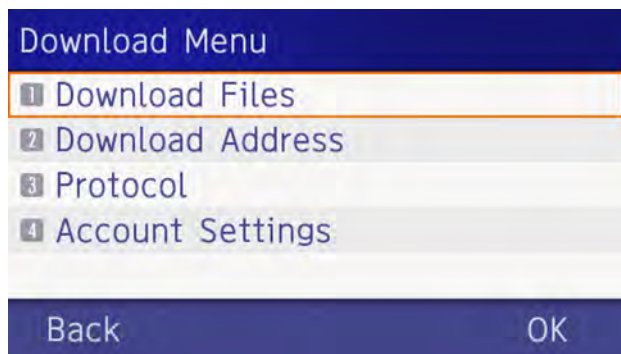 Download Menu
1 Download Files
2 Download Address
3 Protocol
4 Account Settings
Back OK